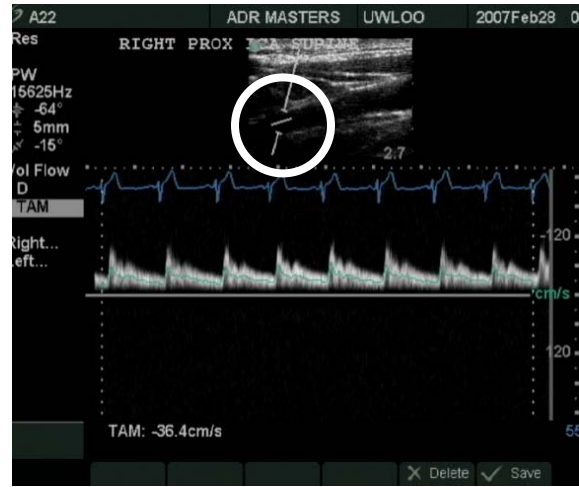 A22 ADR MASTERS UWLOO 2007Feb28 0
Res
RIGHT PROX ICA SUPINE
PW
15625Hz
-64°
5mm
-15°
2.7
Vol Flow
D
TAM
Right...
Left...
-120
cm/s
120
TAM: -36.4cm/s
55
Delete Save